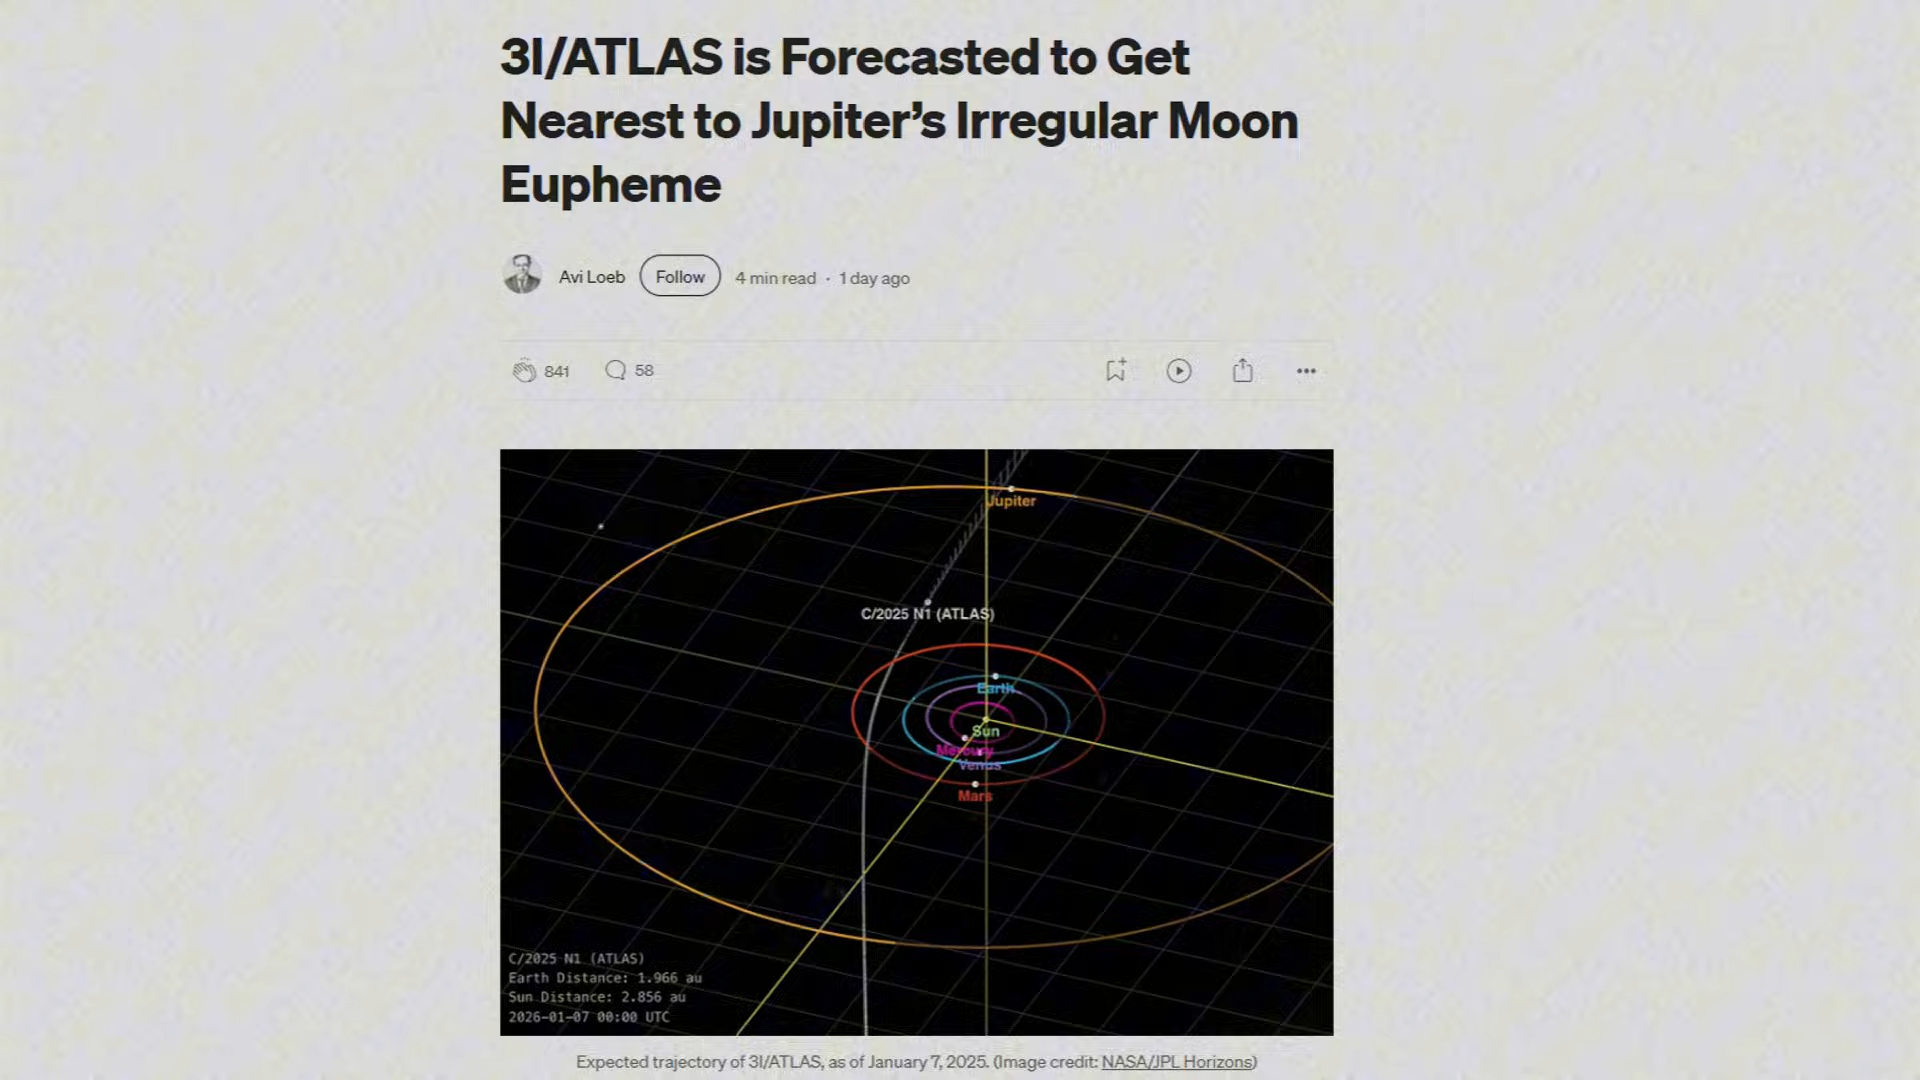 3I/ATLAS is Forecasted to Get
Nearest to Jupiter’s Irregular Moon
Eupheme
Avi Loeb Follow 4 min read · 1 day ago
841 58
Jupiter
C/2025 N1 (ATLAS)
Earth
Sun
Mercury
Venus
Mars
C/2025 N1 (ATLAS)
Earth Distance: 1.966 au
Sun Distance: 2.856 au
2026-01-07 00:00 UTC
Expected trajectory of 3I/ATLAS, as of January 7, 2025. (Image credit: NASA/JPL Horizons)